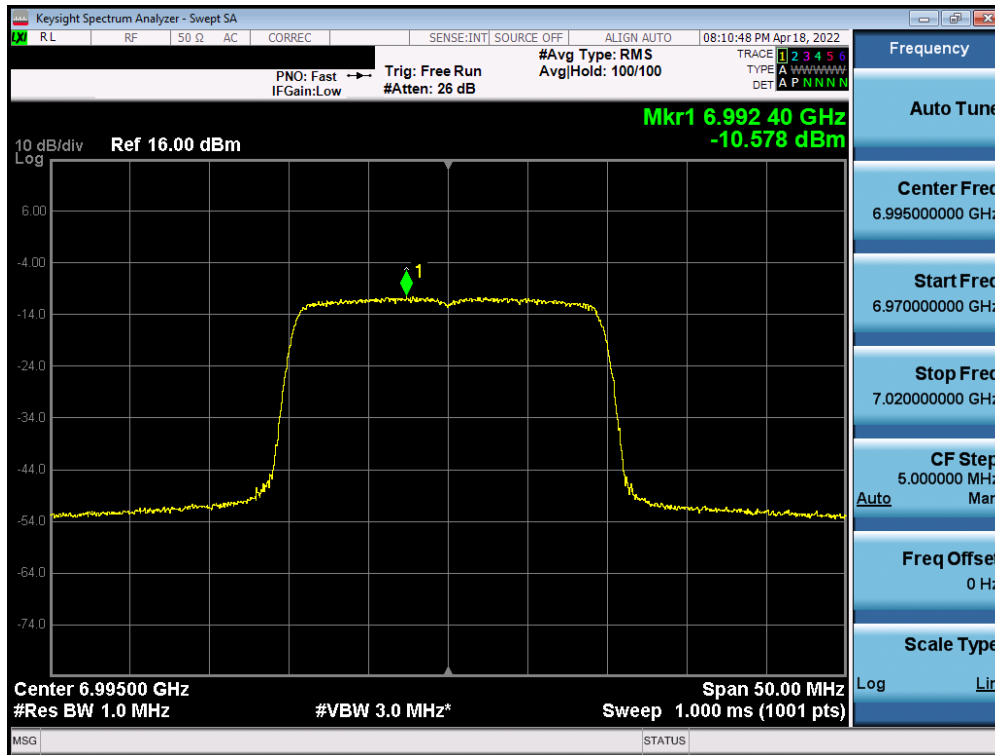 Keysight Spectrum Analyzer - Swept SA
LXI RL RF 50 Ω AC CORREC SENSE:INT SOURCE OFF ALIGN AUTO 08:10:48 PM Apr 18, 2022
PNO: Fast
IFGain:Low
Trig: Free Run
#Atten: 26 dB
#Avg Type: RMS
Avg|Hold: 100/100
TRACE 1 2 3 4 5 6
TYPE A WWWWW
DET A P N N N N
Mkr1 6.992 40 GHz
-10.578 dBm
10 dB/div
Log
Ref 16.00 dBm
1
6.00
-4.00
-14.0
-24.0
-34.0
-44.0
-54.0
-64.0
-74.0
Center 6.99500 GHz
Span 50.00 MHz
#Res BW 1.0 MHz
#VBW 3.0 MHz*
Sweep 1.000 ms (1001 pts)
MSG
STATUS
Frequency
Auto Tune
Center Freq
6.995000000 GHz
Start Freq
6.970000000 GHz
Stop Freq
7.020000000 GHz
CF Step
5.000000 MHz
Auto Man
Freq Offset
0 Hz
Scale Type
Log Lin